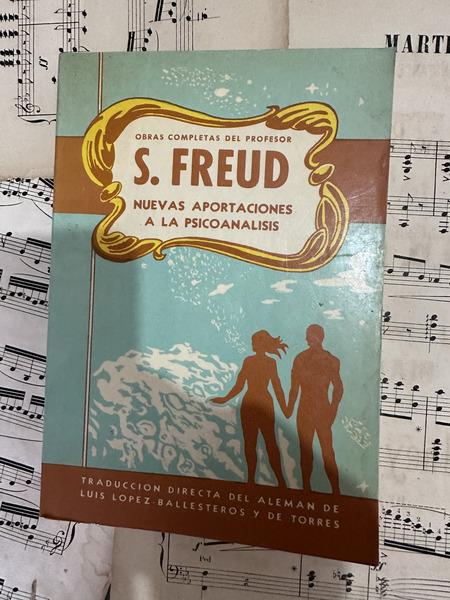 MARTE
OBRAS COMPLETAS DEL PROFESOR
S. FREUD
NUEVAS APORTACIONES
A LA PSICOANALISIS
TRADUCCION DIRECTA DEL ALEMAN DE
LUIS LOPEZ-BALLESTEROS Y DE TORRES